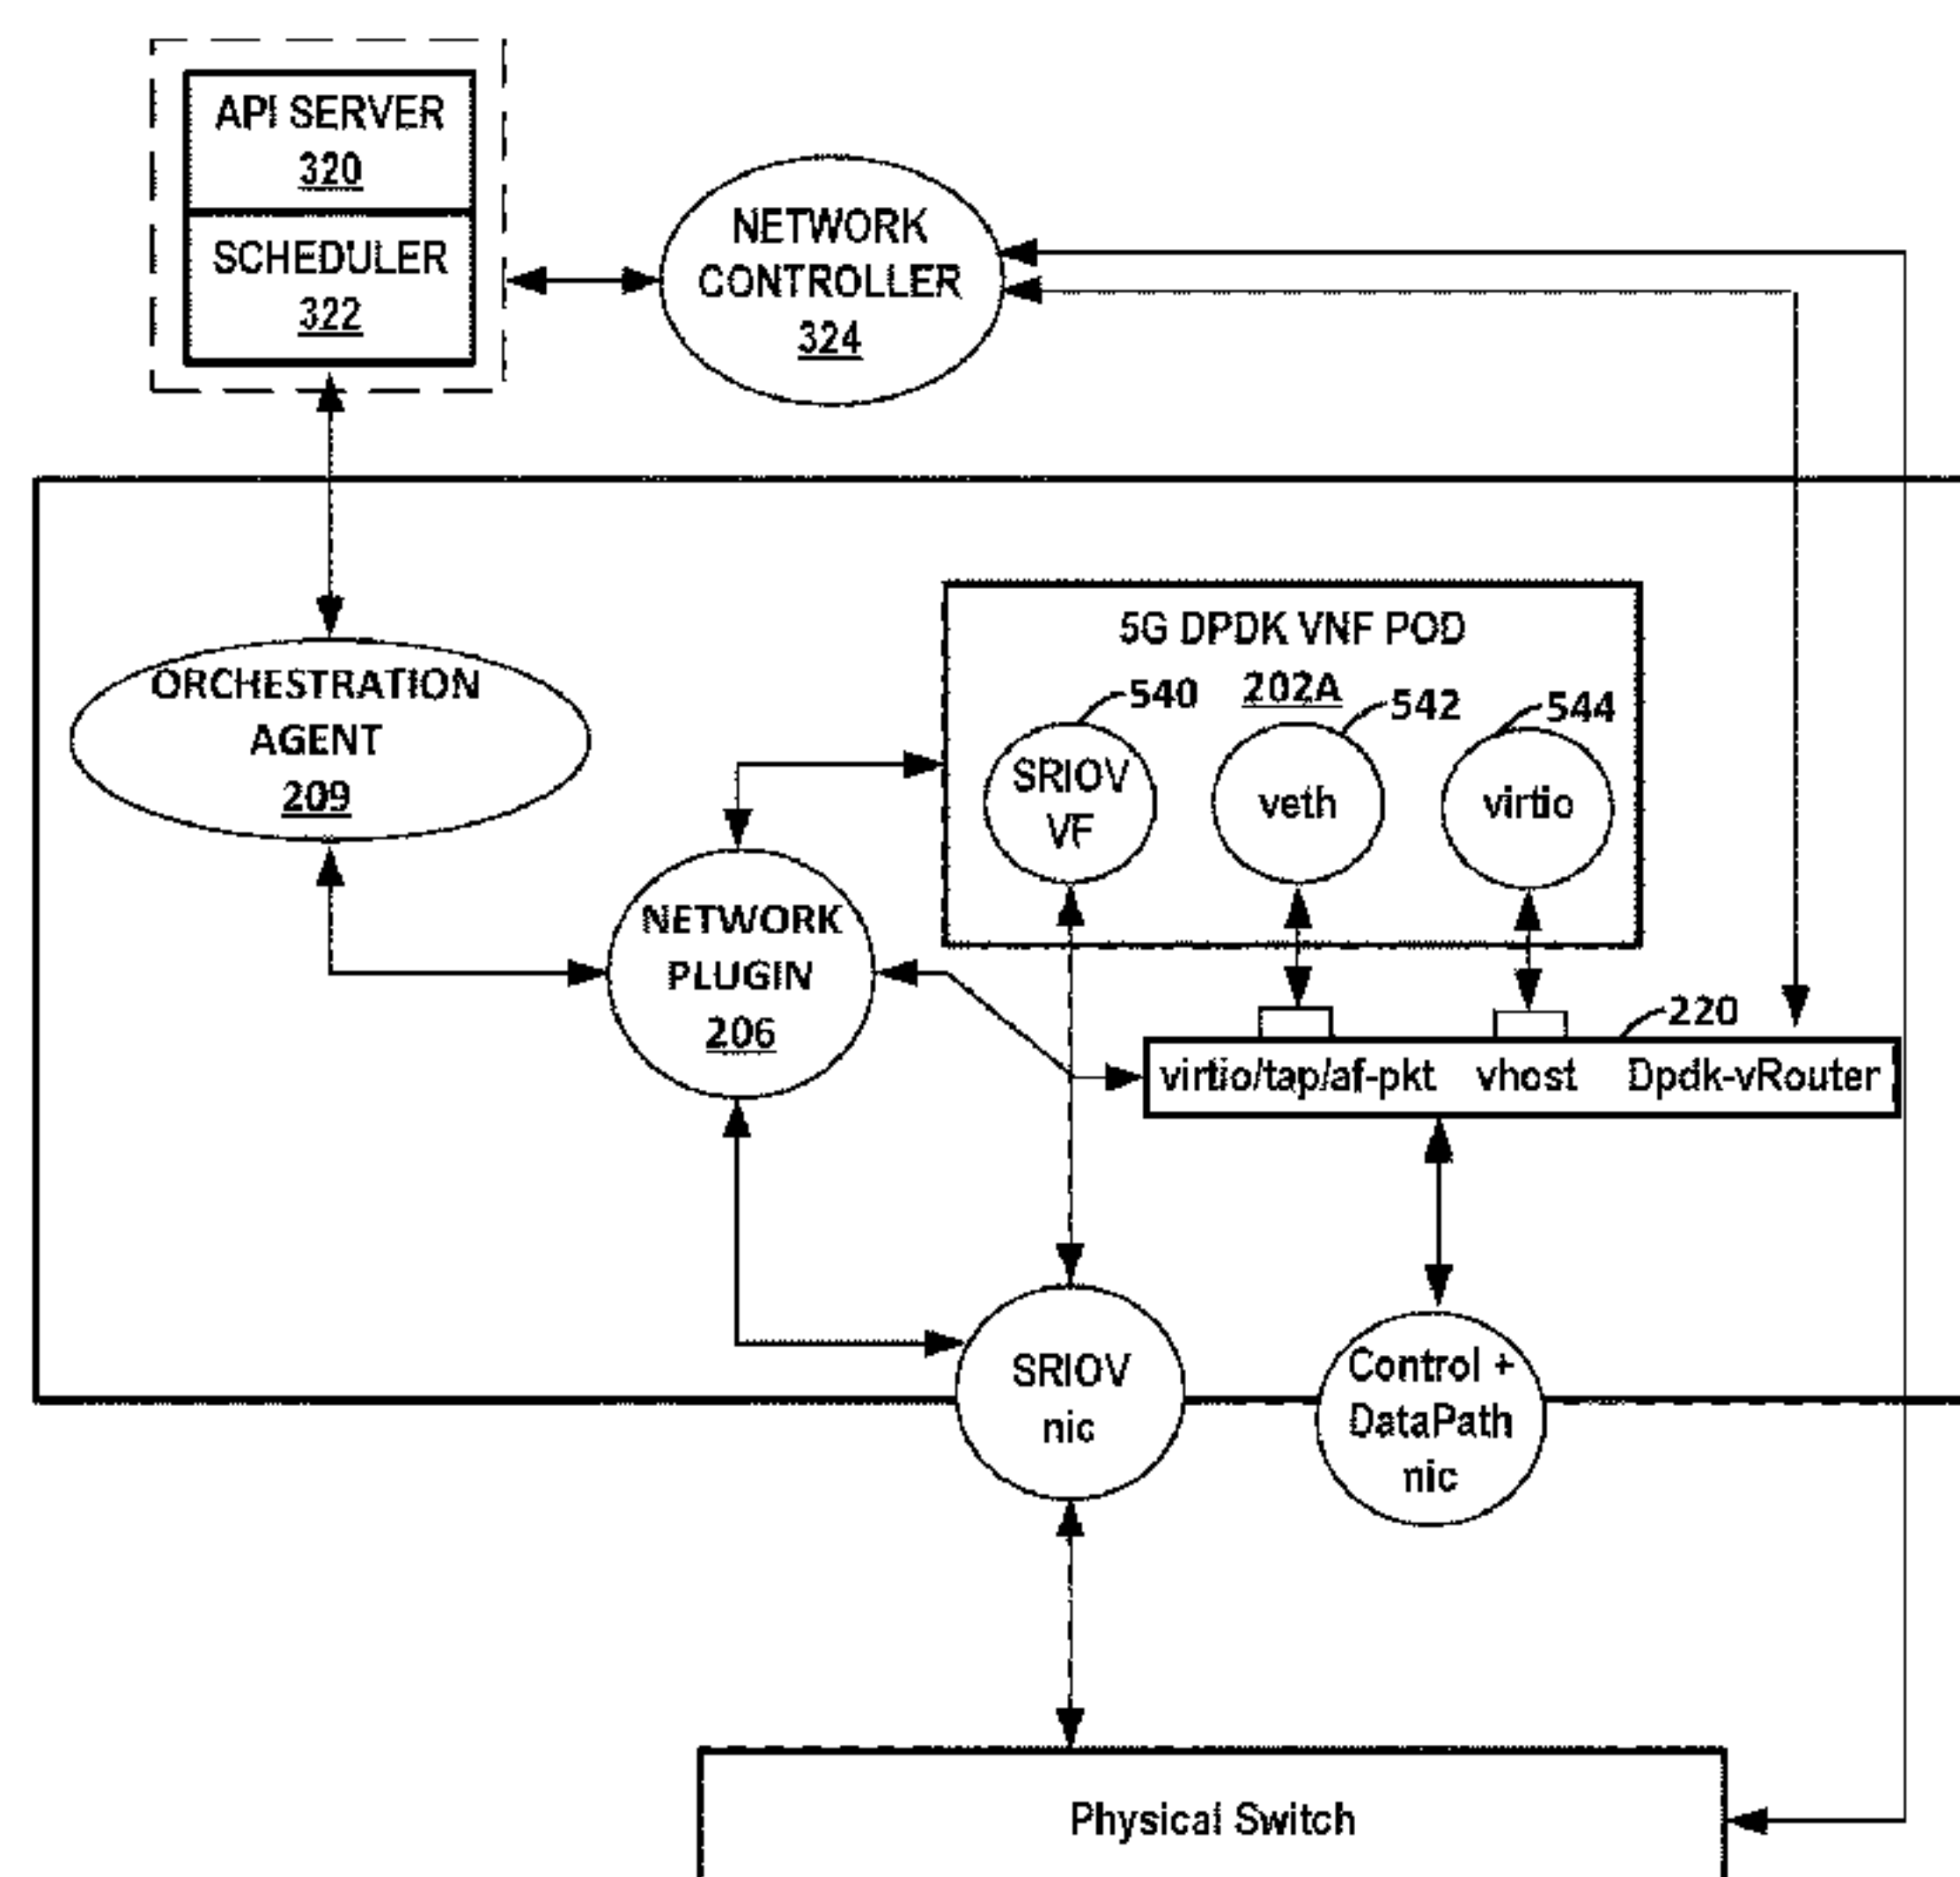 API SERVER
320
SCHEDULER
322
NETWORK
CONTROLLER
324
ORCHESTRATION
AGENT
209
5G DPDK VNF POD
202A
540
542
544
SRIOV
VF
veth
virtio
NETWORK
PLUGIN
206
220
virtio/tap/af-pkt vhost Dpdk-vRouter
SRIOV
nic
Control +
DataPath
nic
Physical Switch